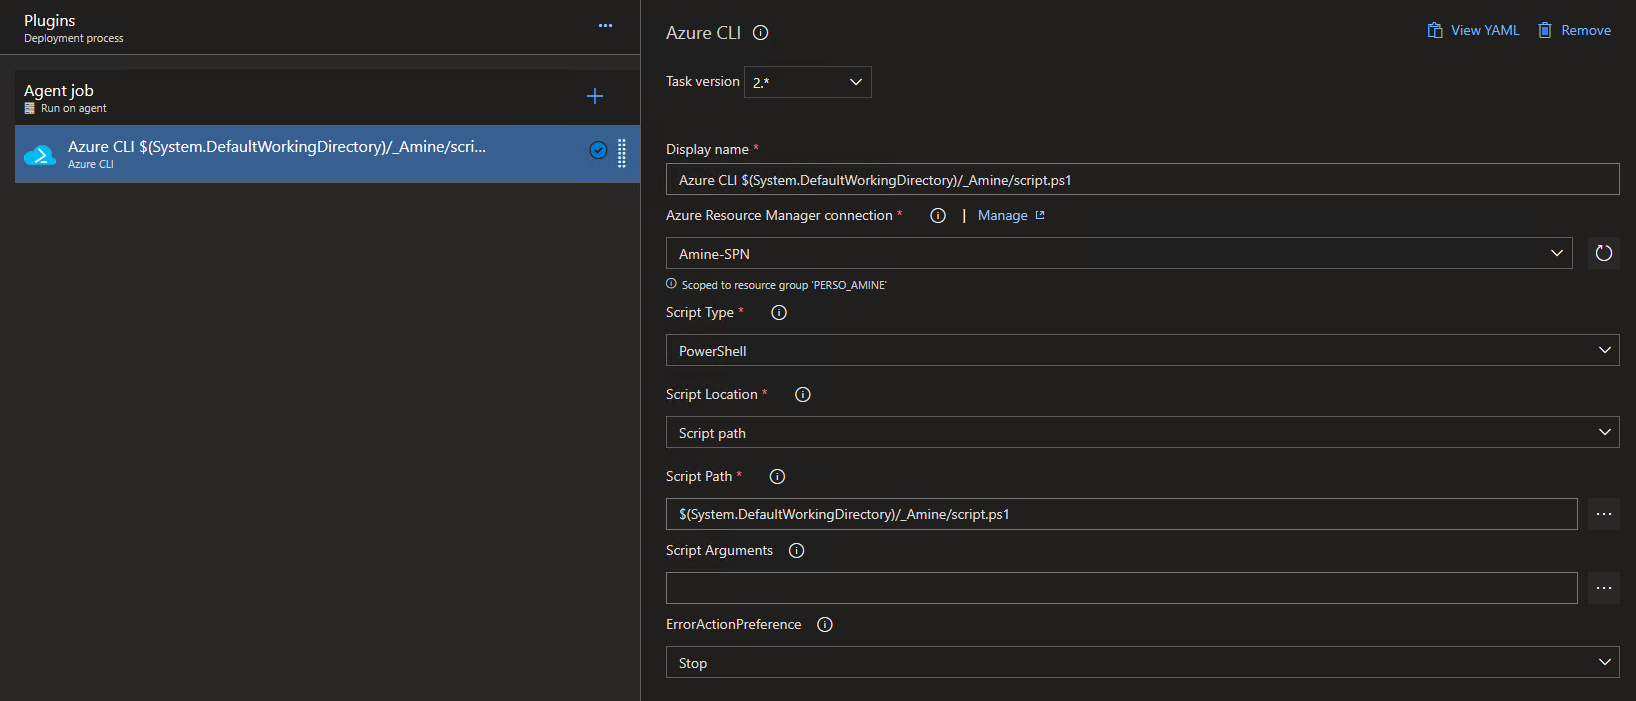 Plugins
Deployment process
Agent job
Run on agent
Azure CLI $(System.DefaultWorkingDirectory)/_Amine/scri...
Azure CLI
Azure CLI
View YAML
Remove
Task version
2.*
Display name *
Azure CLI $(System.DefaultWorkingDirectory)/_Amine/script.ps1
Azure Resource Manager connection * | Manage
Amine-SPN
Scoped to resource group 'PERSO_AMINE'
Script Type *
PowerShell
Script Location *
Script path
Script Path *
$(System.DefaultWorkingDirectory)/_Amine/script.ps1
Script Arguments
ErrorActionPreference
Stop